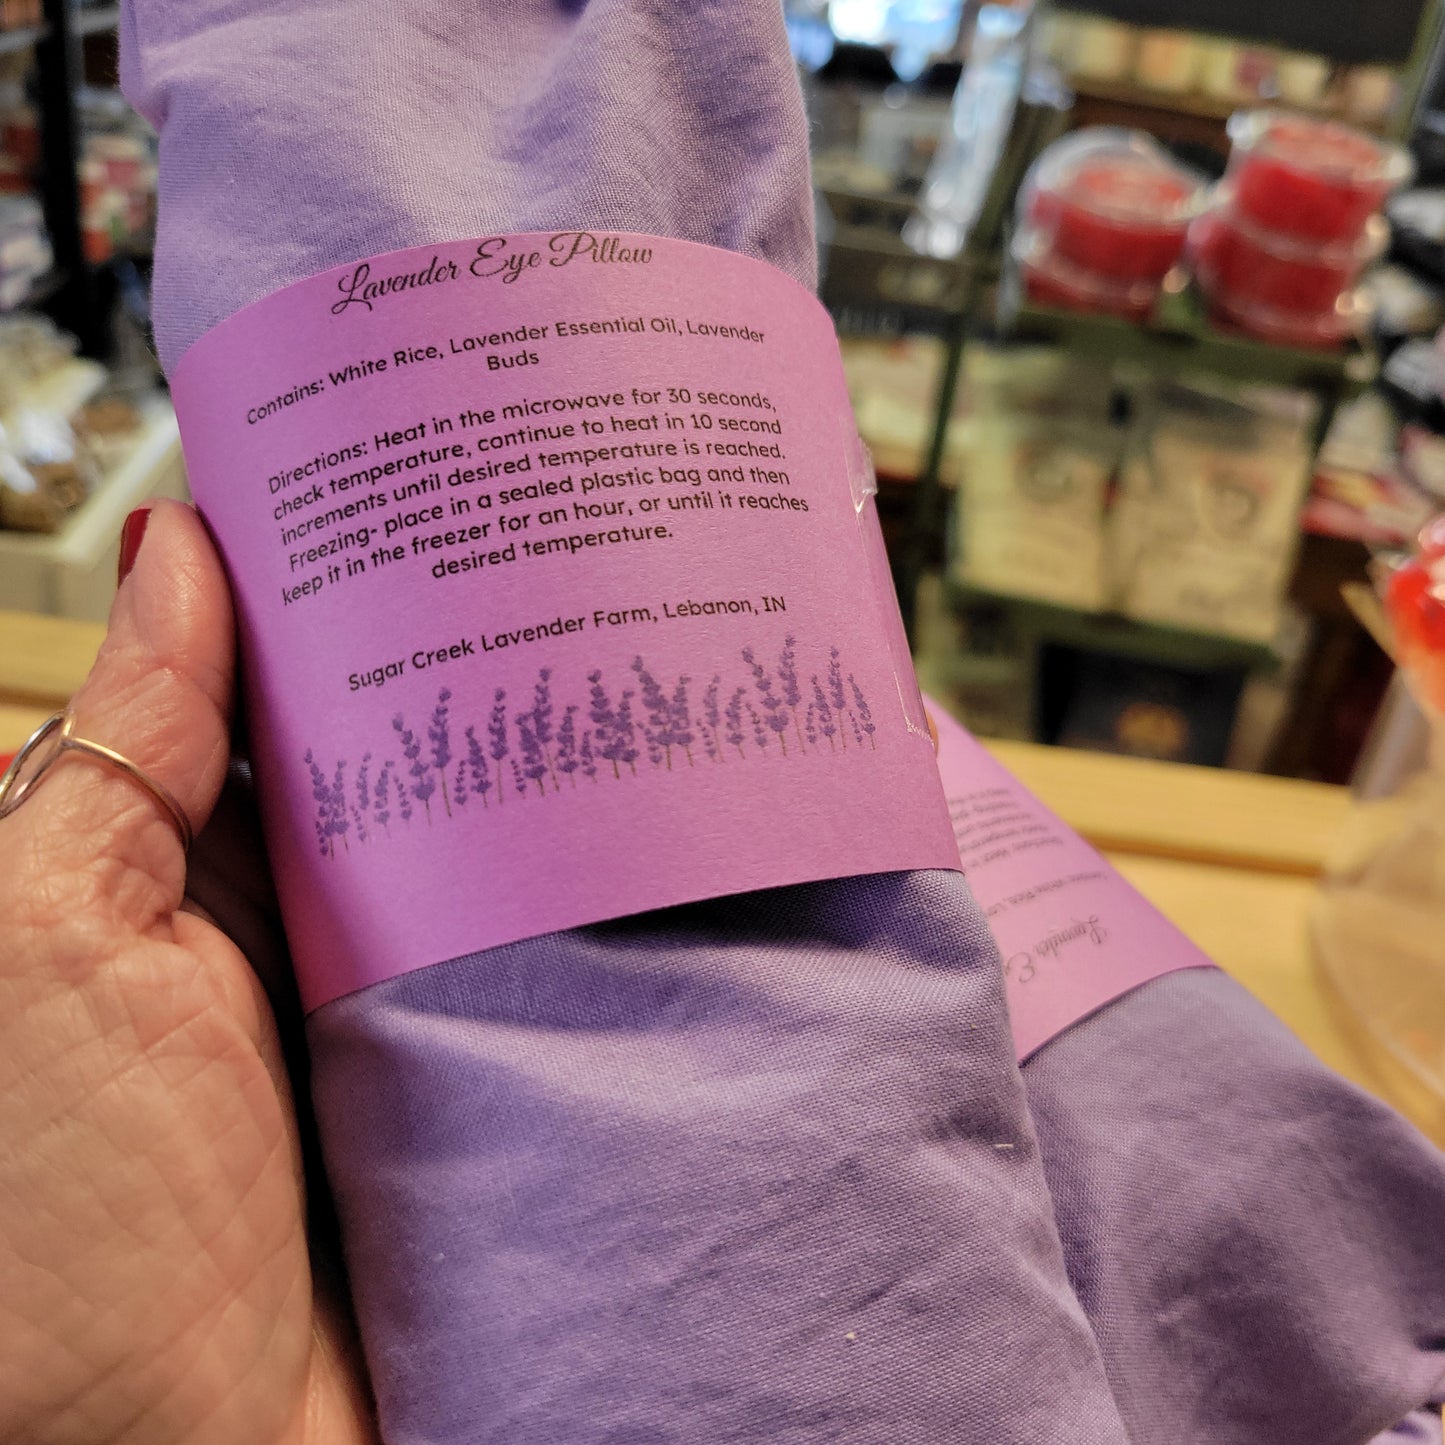 Lavender Eye Pillow
Contains: White Rice, Lavender Essential Oil, Lavender
Buds
Directions: Heat in the microwave for 30 seconds,
check temperature, continue to heat in 10 second
increments until desired temperature is reached.
Freezing- place in a sealed plastic bag and then
keep it in the freezer for an hour, or until it reaches
desired temperature.
Sugar Creek Lavender Farm, Lebanon, IN
Lavender